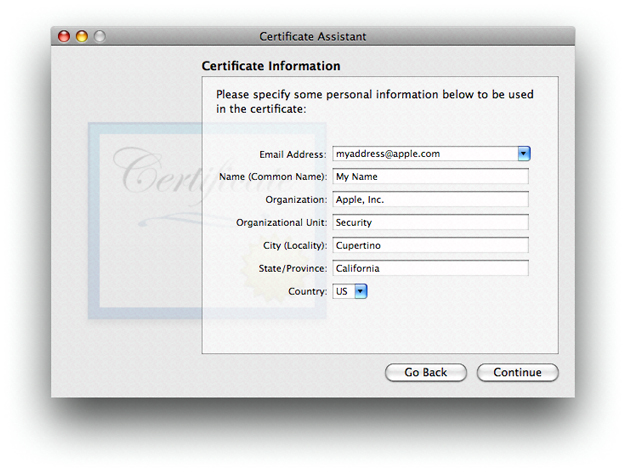 Certificate Assistant
Certificate Information
Please specify some personal information below to be used
in the certificate:
Certificate
Email Address: myaddress@apple.com
Name (Common Name): My Name
Organization: Apple, Inc.
Organizational Unit: Security
City (Locality): Cupertino
State/Province: California
Country: US
Go Back Continue